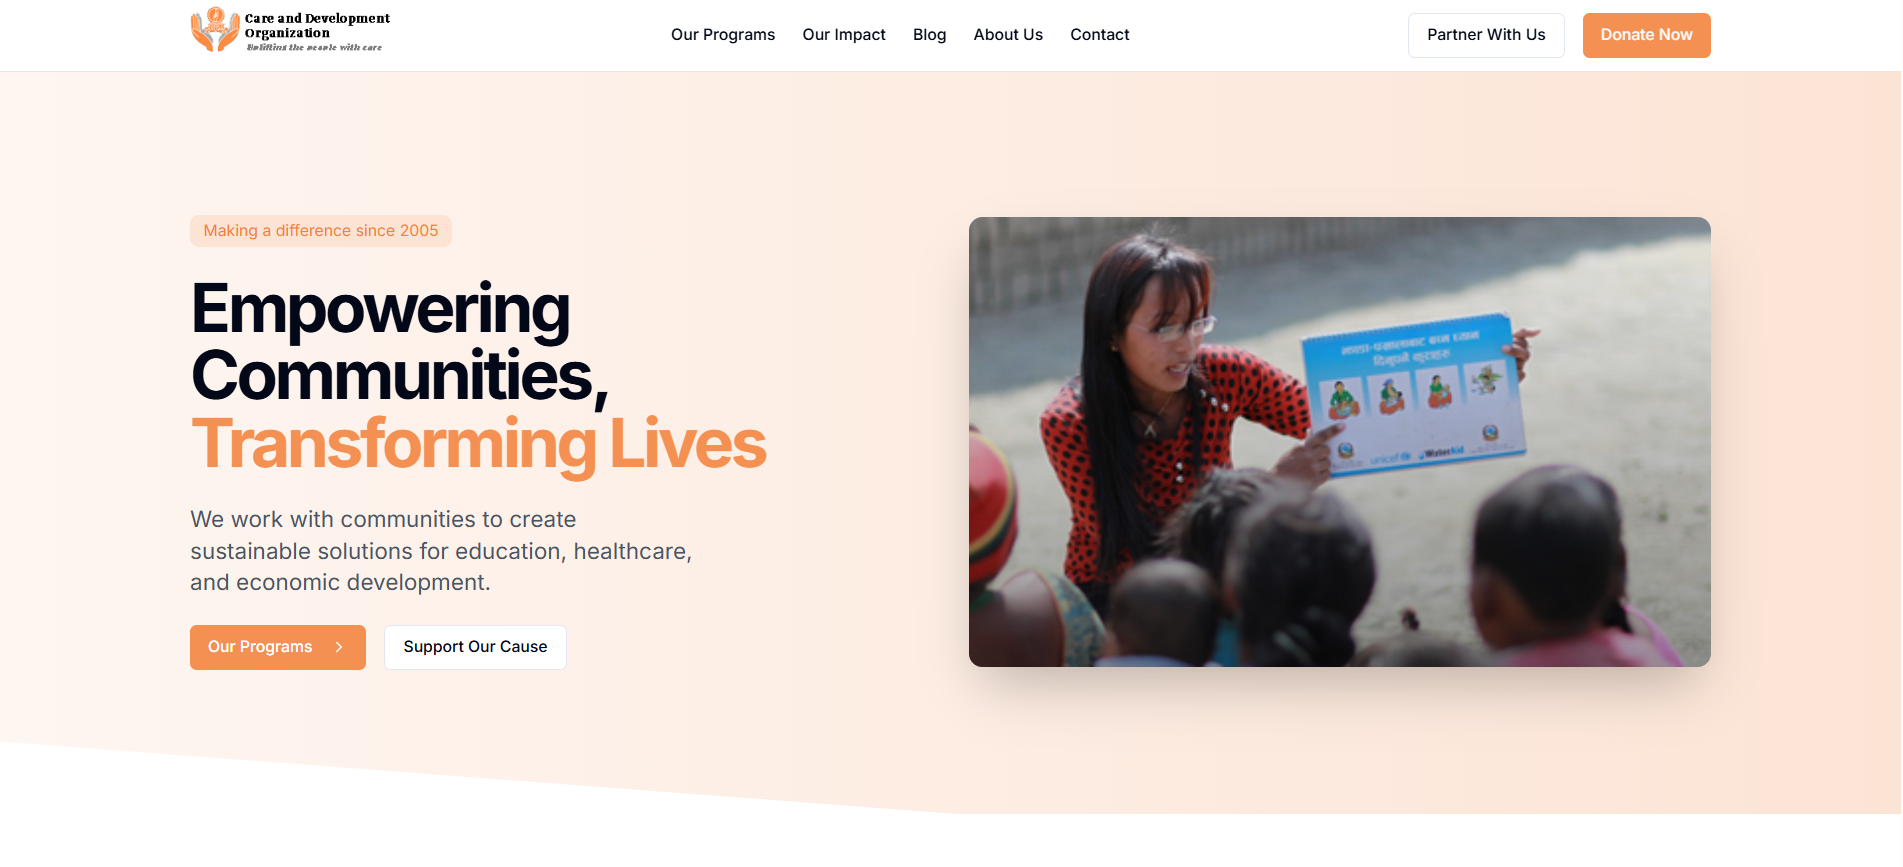 Care and Development
Organization
Uplifting the people with care
Our Programs
Our Impact
Blog
About Us
Contact
Partner With Us
Donate Now
Making a difference since 2005
Empowering
Communities,
Transforming Lives
We work with communities to create
sustainable solutions for education, healthcare,
and economic development.
Our Programs
Support Our Cause
unicef
WaterAid